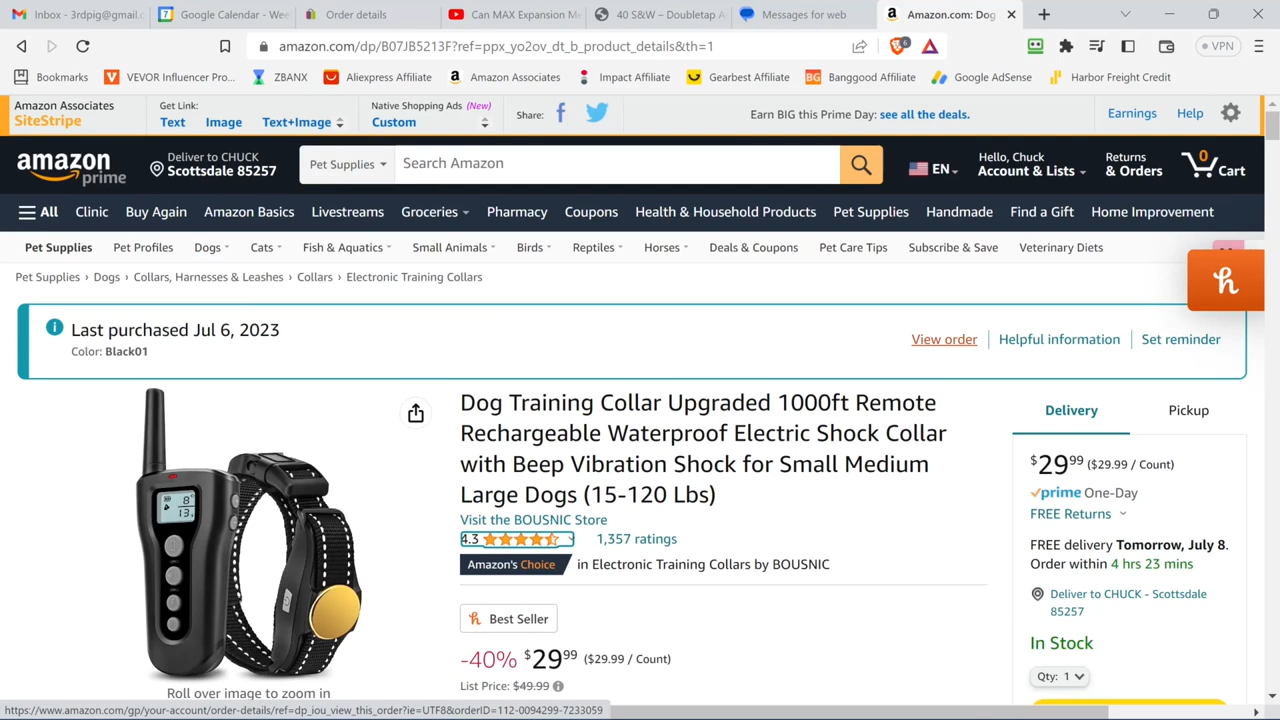 Inbox - 3rdpig@gmail.c
Google Calendar - Wee
Order details
Can MAX Expansion M
40 S&W – Doubletap A
Messages for web
Amazon.com: Dog
amazon.com/dp/B07JB5213F?ref=ppx_yo2ov_dt_b_product_details&th=1
6
VPN
Bookmarks
VEVOR Influencer Pro...
ZBANX
Aliexpress Affiliate
Amazon Associates
Impact Affiliate
Gearbest Affiliate
Banggood Affiliate
Google AdSense
Harbor Freight Credit
Amazon Associates
SiteStripe
Get Link:
Text
Image
Text+Image
Native Shopping Ads (New)
Custom
Share:
Earn BIG this Prime Day: see all the deals.
Earnings
Help
amazon prime
Deliver to CHUCK
Scottsdale 85257
Pet Supplies
Search Amazon
EN
Hello, Chuck
Account & Lists
Returns
& Orders
0
Cart
All
Clinic
Buy Again
Amazon Basics
Livestreams
Groceries
Pharmacy
Coupons
Health & Household Products
Pet Supplies
Handmade
Find a Gift
Home Improvement
Pet Supplies
Pet Profiles
Dogs
Cats
Fish & Aquatics
Small Animals
Birds
Reptiles
Horses
Deals & Coupons
Pet Care Tips
Subscribe & Save
Veterinary Diets
Pet Supplies › Dogs › Collars, Harnesses & Leashes › Collars › Electronic Training Collars
Last purchased Jul 6, 2023
Color: Black01
View order
Helpful information
Set reminder
Dog Training Collar Upgraded 1000ft Remote
Rechargeable Waterproof Electric Shock Collar
with Beep Vibration Shock for Small Medium
Large Dogs (15-120 Lbs)
Visit the BOUSNIC Store
4.3
1,357 ratings
Amazon's Choice in Electronic Training Collars by BOUSNIC
Best Seller
-40% $29.99 ($29.99 / Count)
List Price: $49.99
Roll over image to zoom in
Delivery
Pickup
$29.99 ($29.99 / Count)
prime One-Day
FREE Returns
FREE delivery Tomorrow, July 8.
Order within 4 hrs 23 mins
Deliver to CHUCK - Scottsdale
85257
In Stock
Qty: 1
https://www.amazon.com/gp/your-account/order-details/ref=dp_iou_view_this_order?ie=UTF8&orderID=112-0094299-7233059